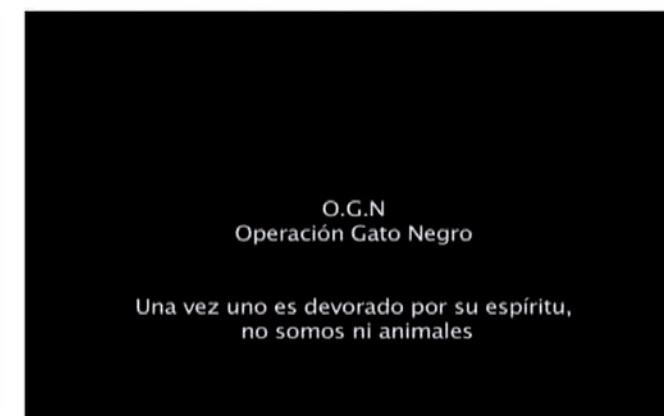 O.G.N
Operación Gato Negro
Una vez uno es devorado por su espíritu,
no somos ni animales